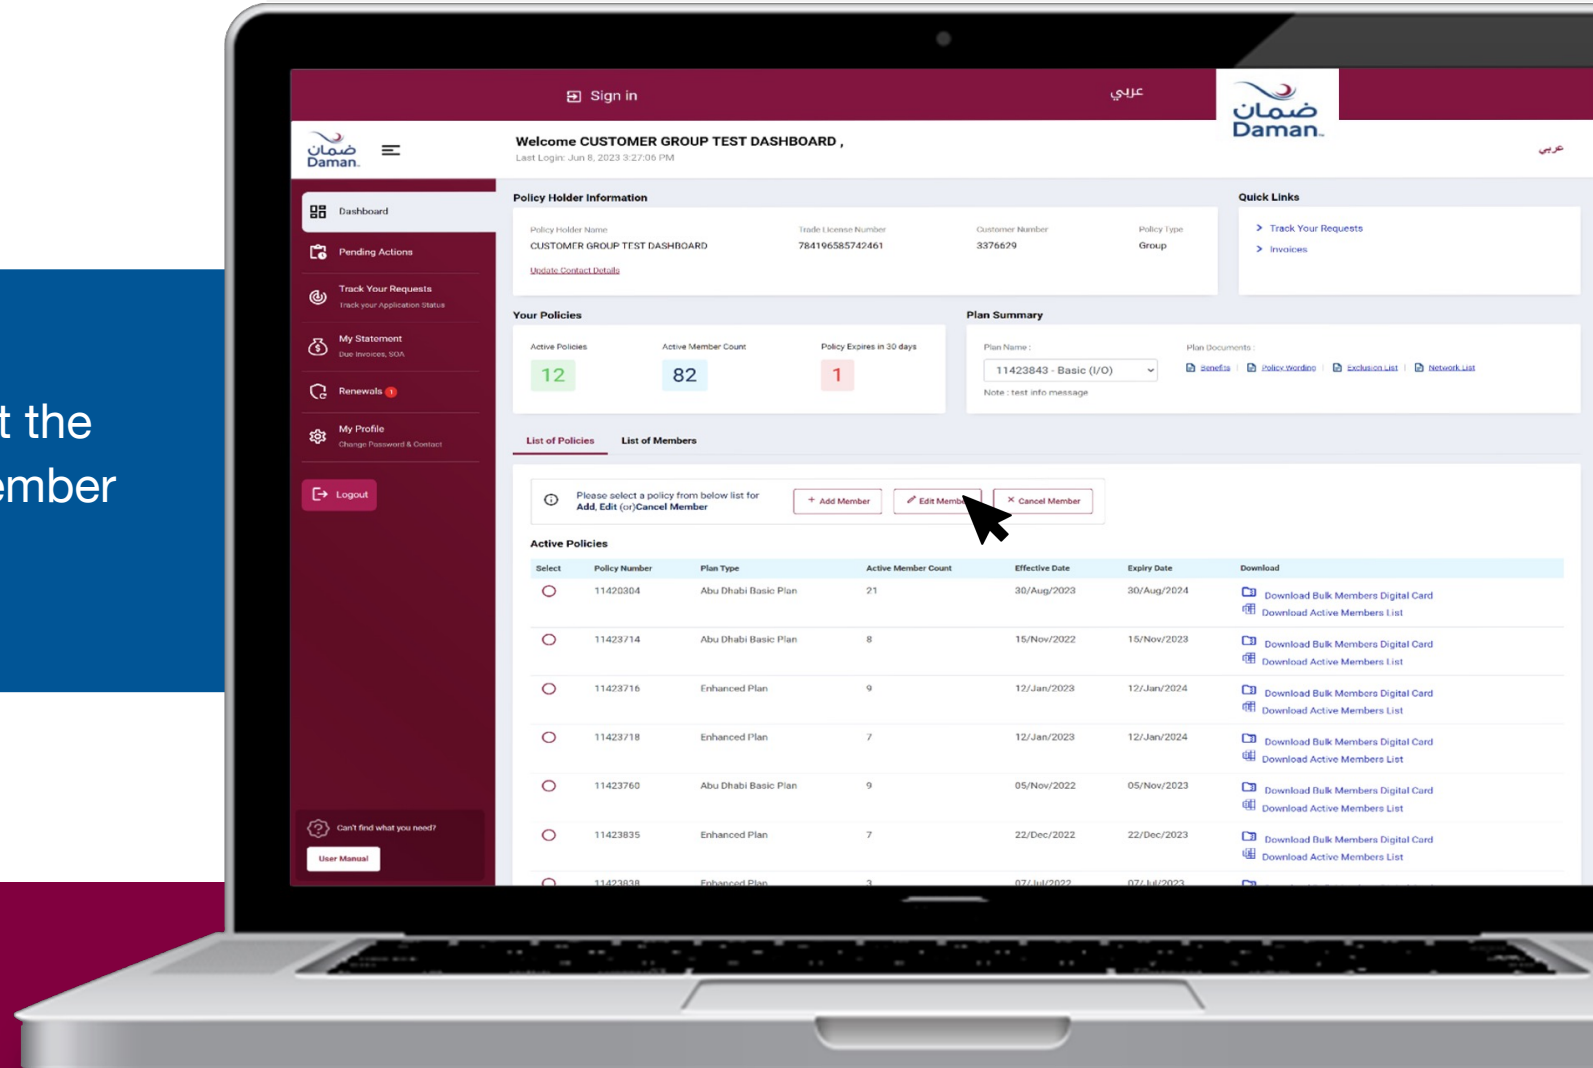 t the
ember
Sign in
عربي
ضمان
Daman
ضمان
Daman
Welcome CUSTOMER GROUP TEST DASHBOARD ,
Last Login: Jun 8, 2023 3:27:06 PM
عربي
Dashboard
Pending Actions
Track Your Requests
Track your Application Status
My Statement
Due Invoices, SOA
Renewals 1
My Profile
Change Password & Contact
Logout
Can't find what you need?
User Manual
Policy Holder Information
Policy Holder Name Trade License Number Customer Number Policy Type
CUSTOMER GROUP TEST DASHBOARD 784196585742461 3376629 Group
Update Contact Details
Quick Links
> Track Your Requests
> Invoices
Your Policies
Active Policies Active Member Count Policy Expires in 30 days
12 82 1
Plan Summary
Plan Name : Plan Documents :
11423843 - Basic (I/O) Benefits | Policy Wording | Exclusion List | Network List
Note : test info message
List of Policies List of Members
Please select a policy from below list for
Add, Edit (or)Cancel Member
+ Add Member Edit Memb × Cancel Member
Active Policies
Select Policy Number Plan Type Active Member Count Effective Date Expiry Date Download
11420304 Abu Dhabi Basic Plan 21 30/Aug/2023 30/Aug/2024 Download Bulk Members Digital Card
Download Active Members List
11423714 Abu Dhabi Basic Plan 8 15/Nov/2022 15/Nov/2023 Download Bulk Members Digital Card
Download Active Members List
11423716 Enhanced Plan 9 12/Jan/2023 12/Jan/2024 Download Bulk Members Digital Card
Download Active Members List
11423718 Enhanced Plan 7 12/Jan/2023 12/Jan/2024 Download Bulk Members Digital Card
Download Active Members List
11423760 Abu Dhabi Basic Plan 9 05/Nov/2022 05/Nov/2023 Download Bulk Members Digital Card
Download Active Members List
11423835 Enhanced Plan 7 22/Dec/2022 22/Dec/2023 Download Bulk Members Digital Card
Download Active Members List
11423838 Enhanced Plan 3 07/Jul/2022 07/Jul/2023